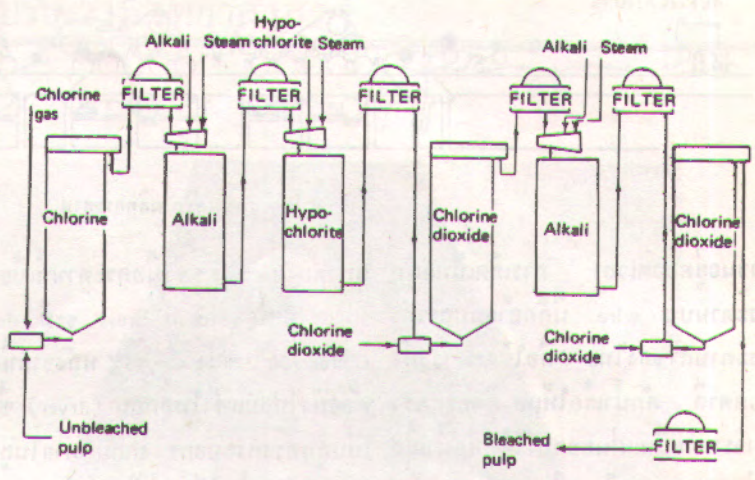 Hypo-
Alkali Steam chlorite Steam
Alkali Steam
FILTER
FILTER
FILTER
FILTER
FILTER
Chlorine
gas
Chlorine
Alkali
Hypo-
chlorite
Chlorine
dioxide
Alkali
Chlorine
dioxide
Chlorine
dioxide
Chlorine
dioxide
Unbleached
pulp
Bleached
pulp
FILTER